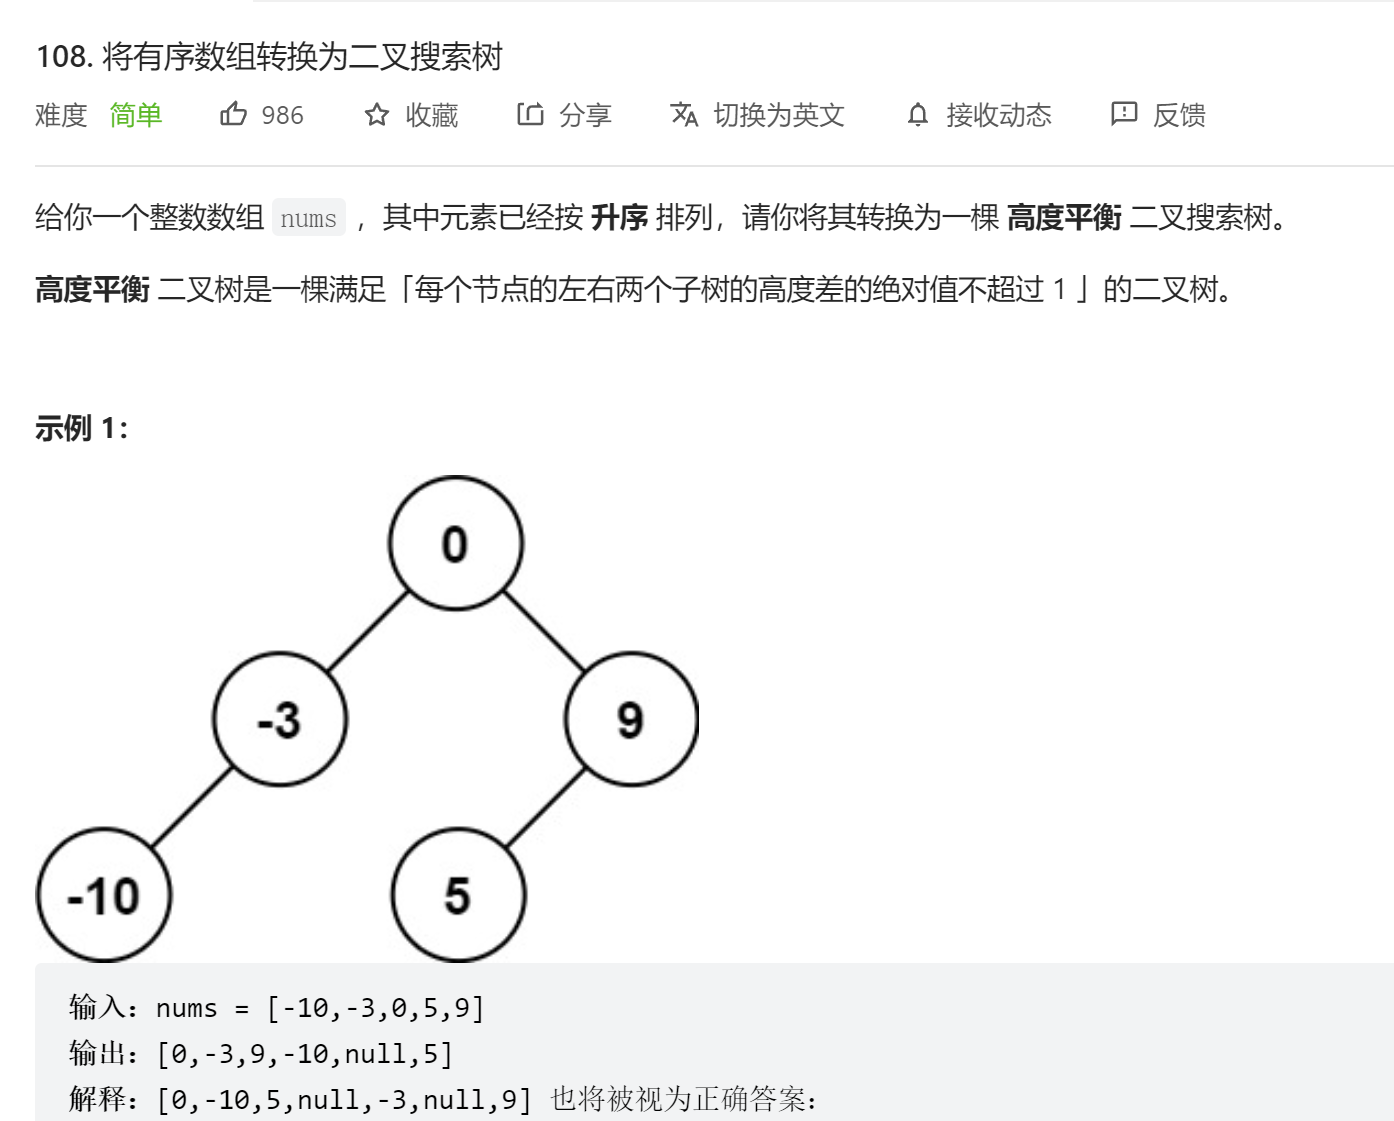 108. 将有序数组转换为二叉搜索树
难度 简单 986 收藏 分享 切换为英文 接收动态 反馈
给你一个整数数组 nums ，其中元素已经按 升序 排列，请你将其转换为一棵 高度平衡 二叉搜索树。
高度平衡 二叉树是一棵满足「每个节点的左右两个子树的高度差的绝对值不超过 1 」的二叉树。
示例 1：
0
-3 9
-10 5
输入：nums = [-10,-3,0,5,9]
输出：[0,-3,9,-10,null,5]
解释：[0,-10,5,null,-3,null,9] 也将被视为正确答案：